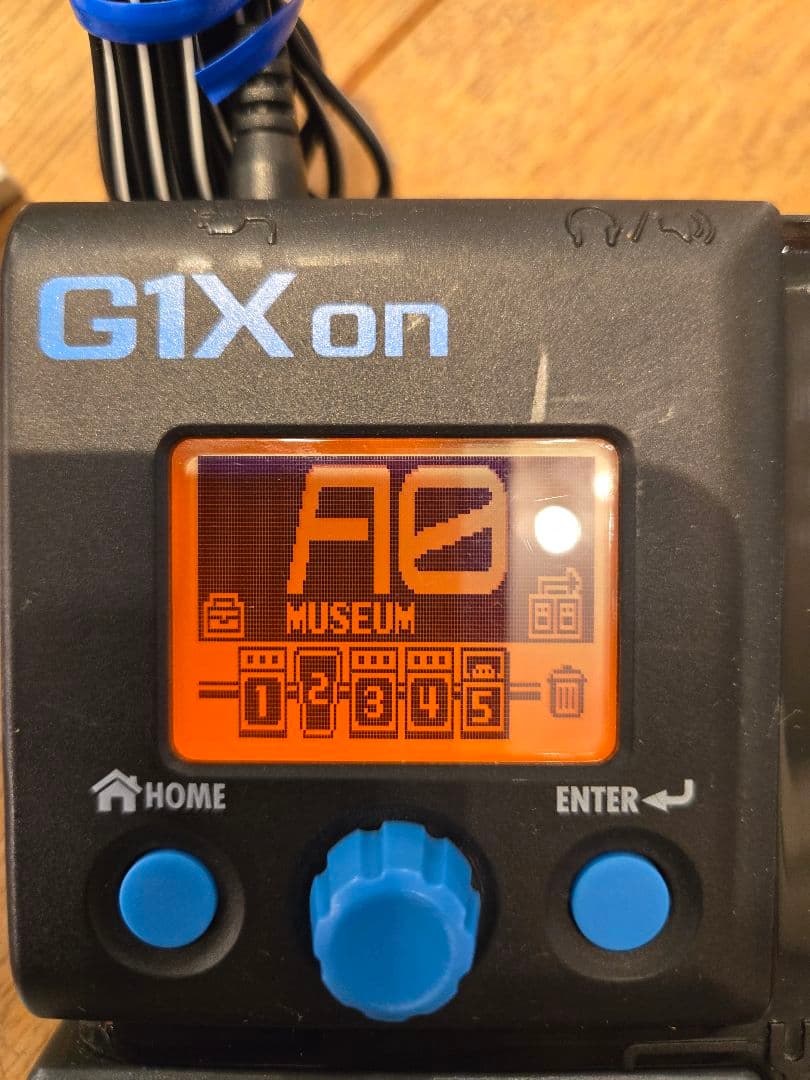 G1X on
A0
MUSEUM
1 2 3 4 5
HOME
ENTER